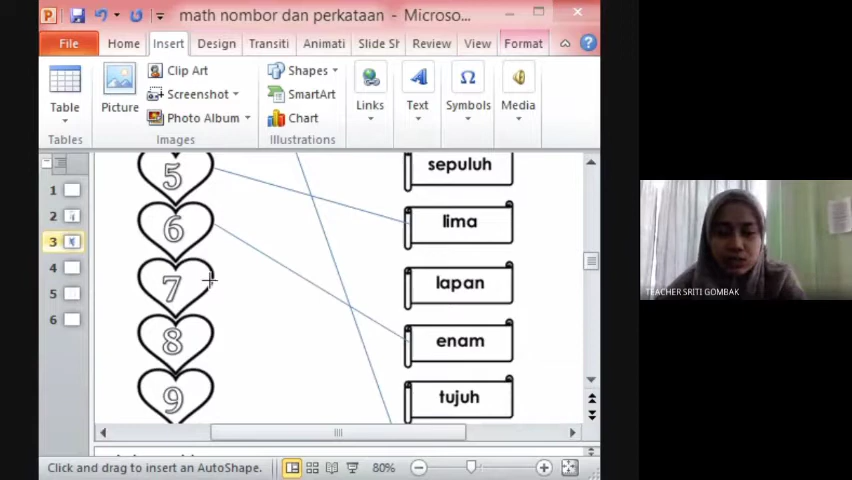 math nombor dan perkataan - Microso...
File Home Insert Design Transiti Animati Slide Sh Review View Format
Table
Picture
Clip Art
Screenshot
Photo Album
Shapes
SmartArt
Chart
Links
Text
Symbols
Media
Tables
Images
Illustrations
1
2
3
4
5
6
5
6
7
8
9
sepuluh
lima
lapan
enam
tujuh
Click and drag to insert an AutoShape.
80%
TEACHER SRITI GOMBAK